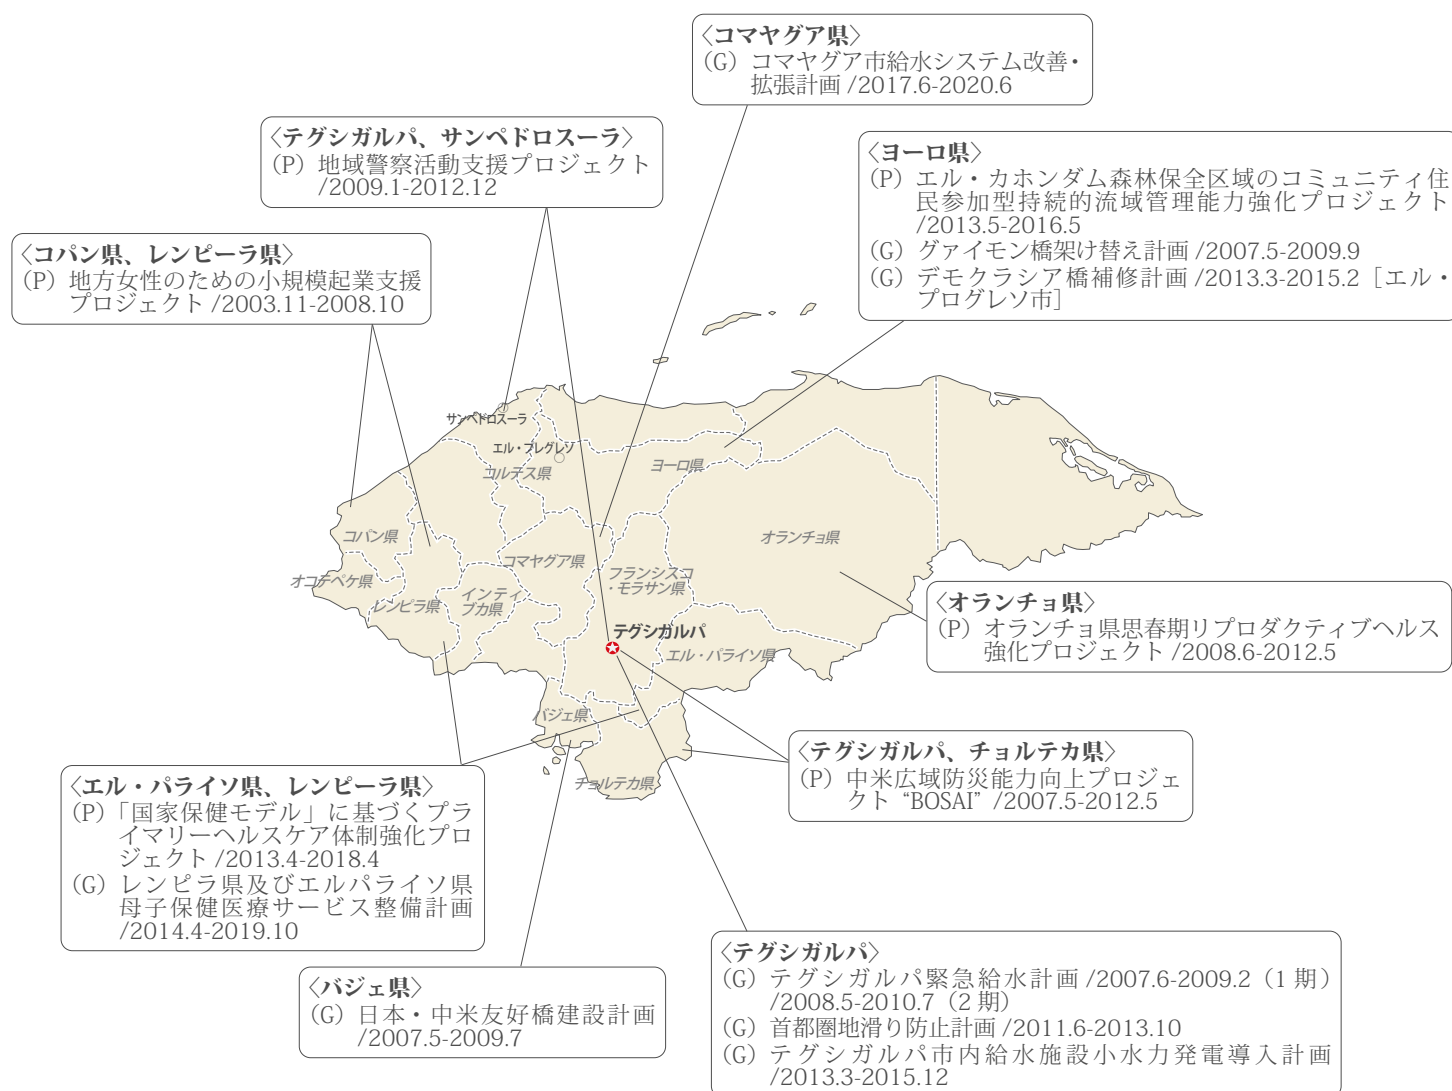 〈コマヤグア県〉
(G) コマヤグア市給水システム改善・
拡張計画 /2017.6-2020.6
〈テグシガルパ、サンペドロスーラ〉
(P) 地域警察活動支援プロジェクト
/2009.1-2012.12
〈ヨーロ県〉
(P) エル・カホンダム森林保全区域のコミュニティ住
民参加型持続的流域管理能力強化プロジェクト
/2013.5-2016.5
(G) グァイモン橋架け替え計画 /2007.5-2009.9
(G) デモクラシア橋補修計画 /2013.3-2015.2［エル・
プログレソ市］
〈コパン県、レンピーラ県〉
(P) 地方女性のための小規模起業支援
プロジェクト /2003.11-2008.10
サンペドロスーラ
エル・プレグレソ
コルテス県
ヨーロ県
コパン県
オランチョ県
コマヤグア県
オコテペケ県
フランシスコ
・モラサン県
レンピラ県
インティ
ブカ県
テグシガルパ
エル・パライソ県
バジェ県
チョルテカ県
〈オランチョ県〉
(P) オランチョ県思春期リプロダクティブヘルス
強化プロジェクト /2008.6-2012.5
〈テグシガルパ、チョルテカ県〉
(P) 中米広域防災能力向上プロジェ
クト “BOSAI” /2007.5-2012.5
〈エル・パライソ県、レンピーラ県〉
(P)「国家保健モデル」に基づくプラ
イマリーヘルスケア体制強化プロ
ジェクト /2013.4-2018.4
(G) レンピラ県及びエルパライソ県
母子保健医療サービス整備計画
/2014.4-2019.10
〈バジェ県〉
(G) 日本・中米友好橋建設計画
/2007.5-2009.7
〈テグシガルパ〉
(G) テグシガルパ緊急給水計画 /2007.6-2009.2（1 期）
/2008.5-2010.7（2 期）
(G) 首都圏地滑り防止計画 /2011.6-2013.10
(G) テグシガルパ市内給水施設小水力発電導入計画
/2013.3-2015.12